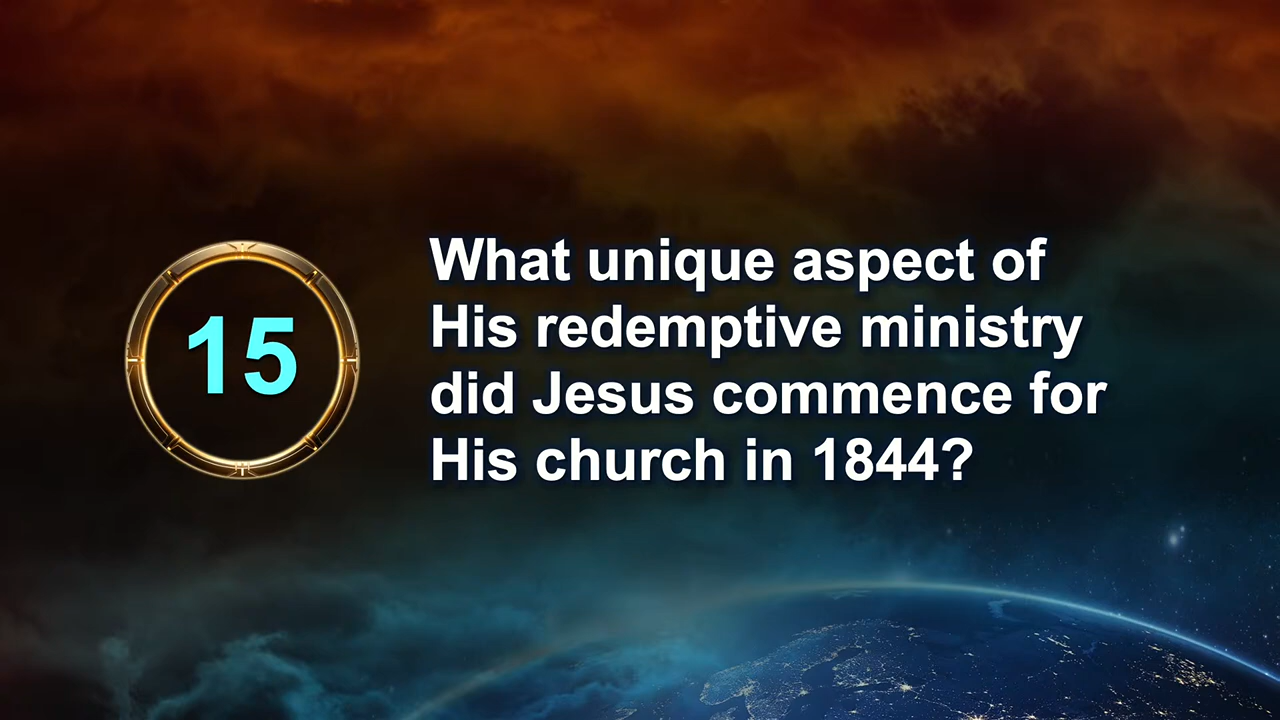 15
What unique aspect of
His redemptive ministry
did Jesus commence for
His church in 1844?